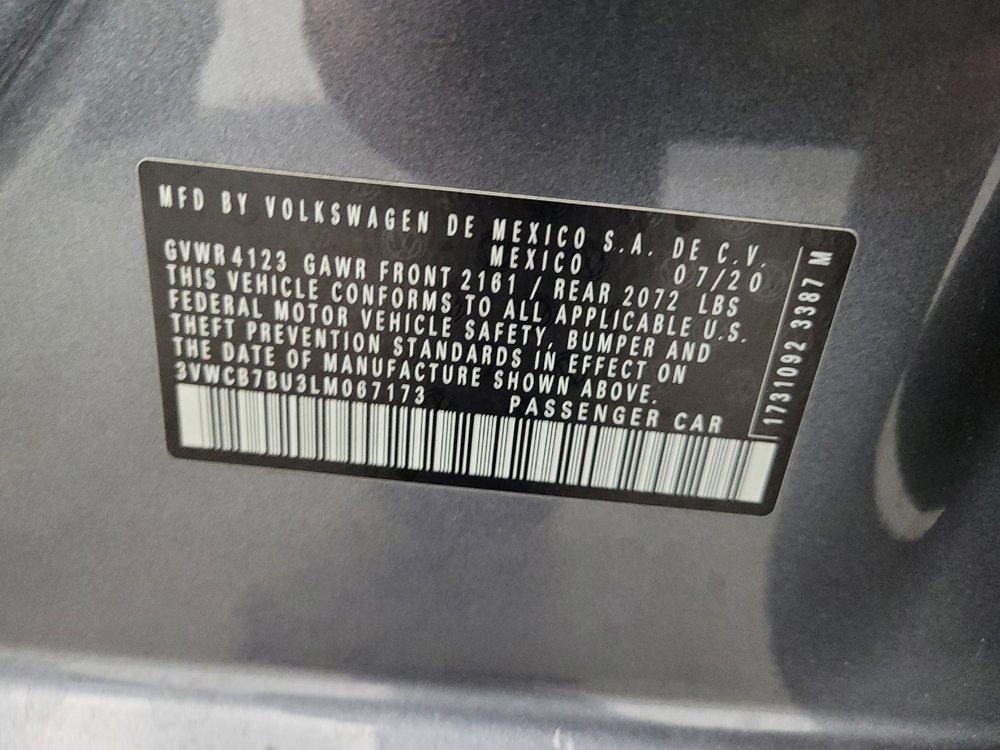 MFD BY VOLKSWAGEN DE MEXICO S.A. DE C.V.
MEXICO 07/20
GVWR 4123 GAWR FRONT 2161 / REAR 2072 LBS
THIS VEHICLE CONFORMS TO ALL APPLICABLE U.S.
FEDERAL MOTOR VEHICLE SAFETY, BUMPER AND
THEFT PREVENTION STANDARDS IN EFFECT ON
THE DATE OF MANUFACTURE SHOWN ABOVE.
3VWCB7BU3LM067173 PASSENGER CAR
1731092 3387 M